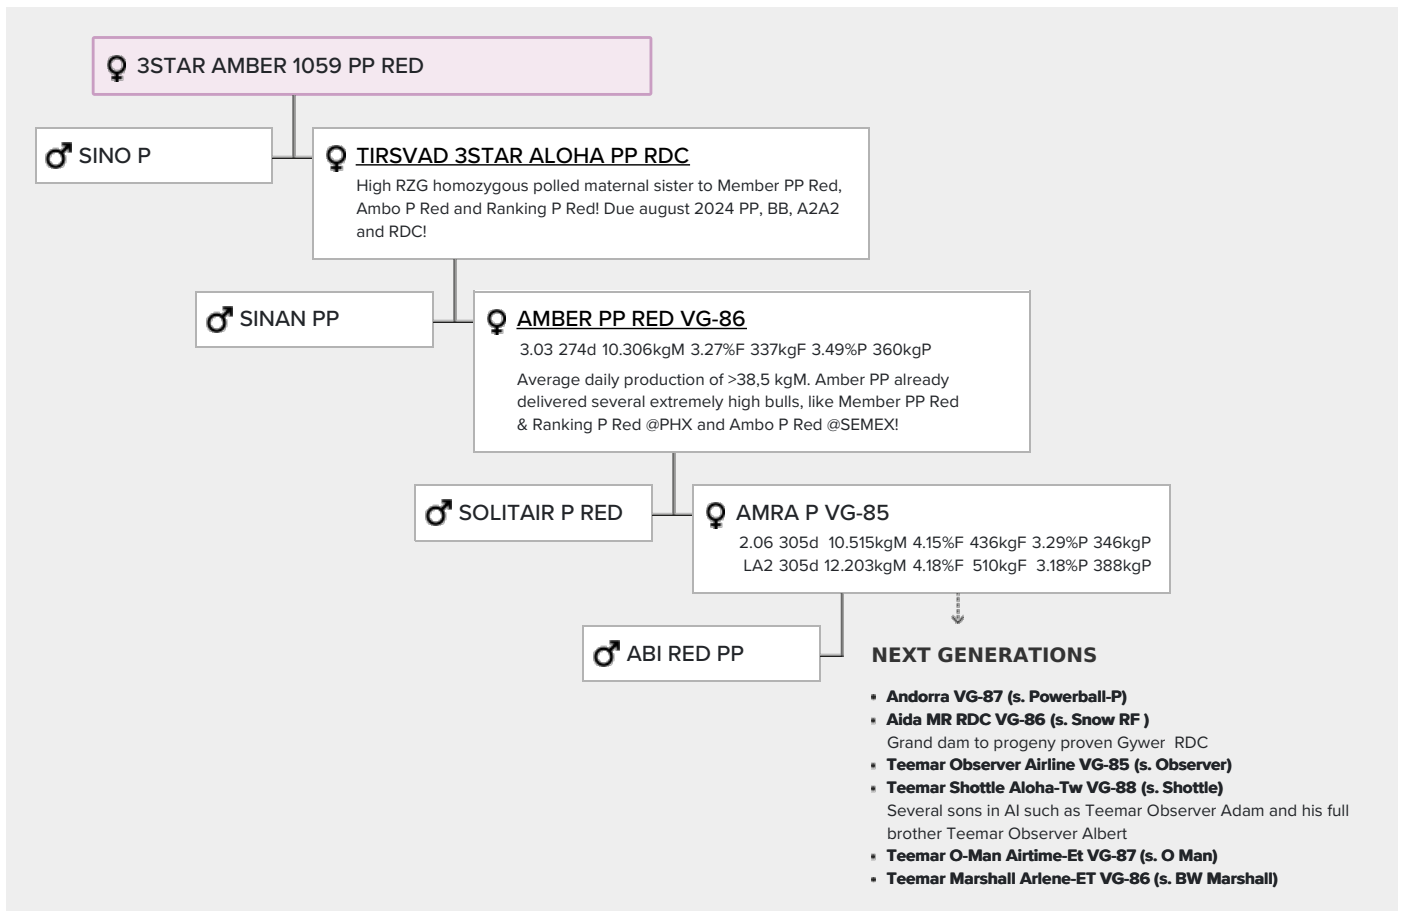 3STAR AMBER 1059 PP RED
SINO P
TIRSVAD 3STAR ALOHA PP RDC
High RZG homozygous polled maternal sister to Member PP Red,
Ambo P Red and Ranking P Red! Due august 2024 PP, BB, A2A2
and RDC!
SINAN PP
AMBER PP RED VG-86
3.03 274d 10.306kgM 3.27%F 337kgF 3.49%P 360kgP
Average daily production of >38,5 kgM. Amber PP already
delivered several extremely high bulls, like Member PP Red
& Ranking P Red @PHX and Ambo P Red @SEMEX!
SOLITAIR P RED
AMRA P VG-85
2.06 305d 10.515kgM 4.15%F 436kgF 3.29%P 346kgP
LA2 305d 12.203kgM 4.18%F 510kgF 3.18%P 388kgP
ABI RED PP
NEXT GENERATIONS
Andorra VG-87 (s. Powerball-P)
Aida MR RDC VG-86 (s. Snow RF )
Grand dam to progeny proven Gywer RDC
Teemar Observer Airline VG-85 (s. Observer)
Teemar Shottle Aloha-Tw VG-88 (s. Shottle)
Several sons in AI such as Teemar Observer Adam and his full
brother Teemar Observer Albert
Teemar O-Man Airtime-Et VG-87 (s. O Man)
Teemar Marshall Arlene-ET VG-86 (s. BW Marshall)